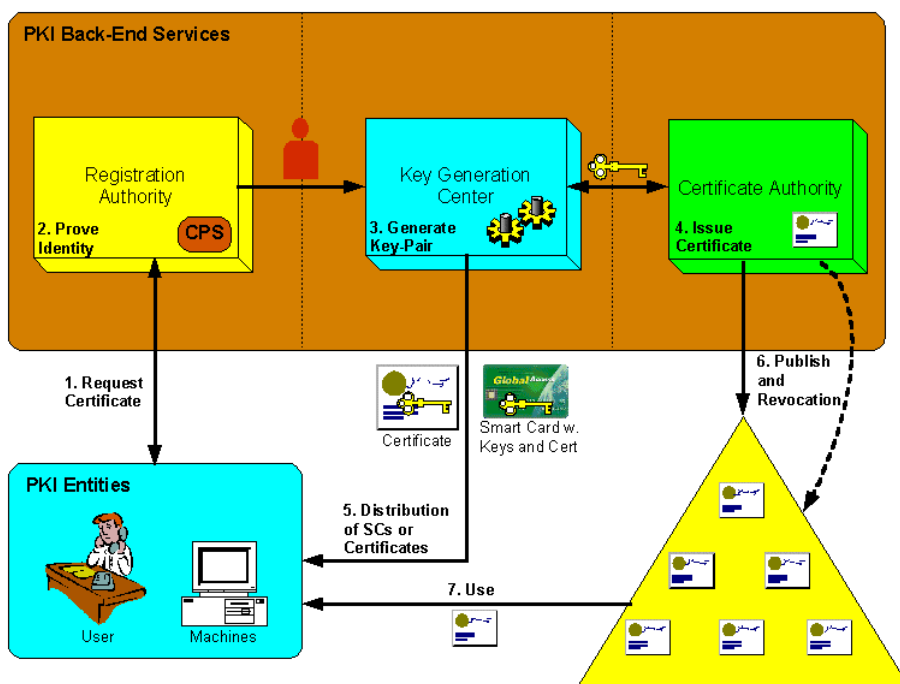 PKI Back-End Services
Registration
Authority
2. Prove
Identity
CPS
Key Generation
Center
3. Generate
Key-Pair
Certificate Authority
4. Issue
Certificate
1. Request
Certificate
Certificate
Global Access
Smart Card w.
Keys and Cert
6. Publish
and
Revocation
PKI Entities
User
Machines
5. Distribution
of SCs or
Certificates
7. Use